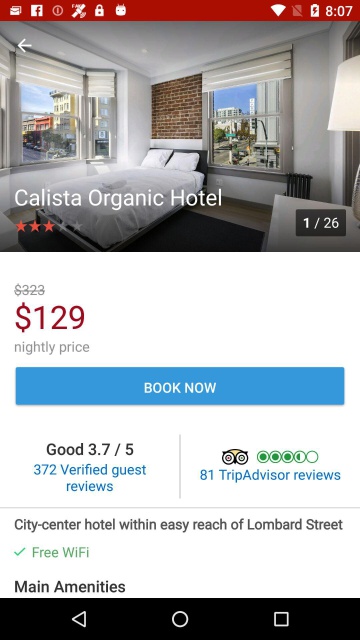 8:07
Calista Organic Hotel
1 / 26
$323
$129
nightly price
BOOK NOW
Good 3.7 / 5
372 Verified guest
reviews
81 TripAdvisor reviews
City-center hotel within easy reach of Lombard Street
Free WiFi
Main Amenities